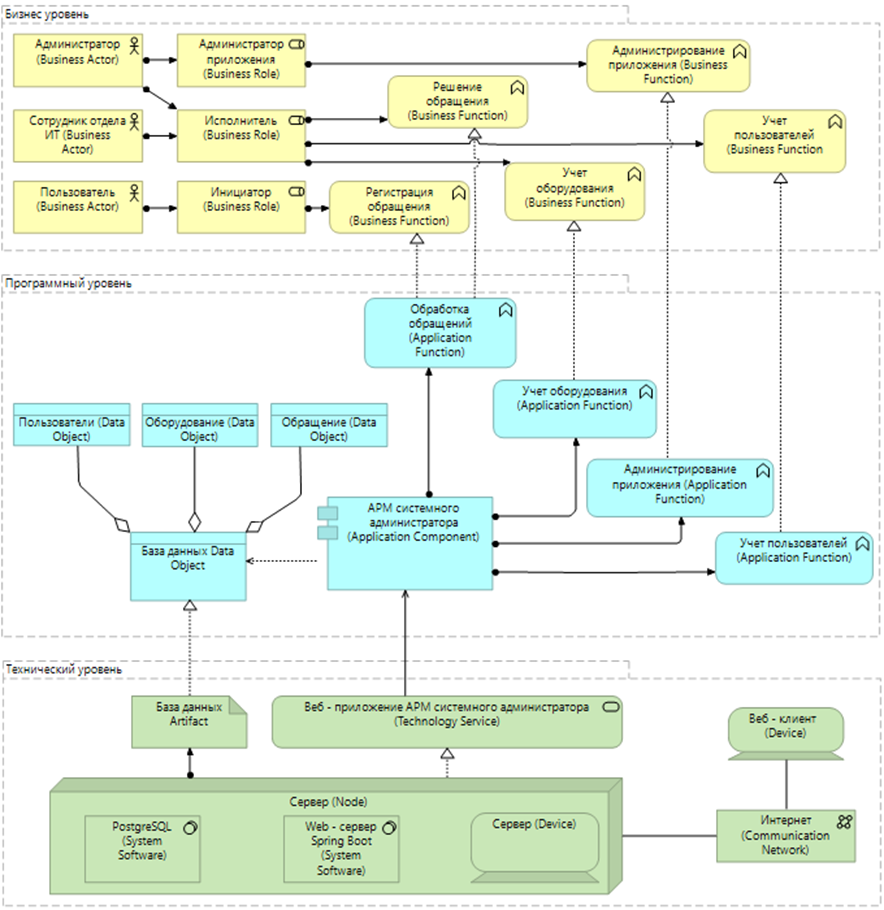 Бизнес уровень
Администратор
(Business Actor)
Администратор
приложения
(Business Role)
Администрирование
приложения (Business
Function)
Решение
обращения
(Business Function)
Сотрудник отдела
ИТ (Business
Actor)
Исполнитель
(Business Role)
Учет
пользователей
(Business Function
Учет
оборудования
(Business Function)
Пользователь
(Business Actor)
Инициатор
(Business Role)
Регистрация
обращения
(Business Function)
Программный уровень
Обработка
обращений
(Application
Function)
Учет оборудования
(Application Function)
Пользователи (Data
Object)
Оборудование (Data
Object)
Обращение (Data
Object)
Администрирование
приложения (Application
Function)
АРМ системного
администратора
(Application Component)
База данных Data
Object
Учет пользователей
(Application Function)
Технический уровень
База данных
Artifact
Веб - приложение АРМ системного администратора
(Technology Service)
Веб - клиент
(Device)
Сервер (Node)
PostgreSQL
(System
Software)
Web - сервер
Spring Boot
(System
Software)
Сервер (Device)
Интернет
(Communication
Network)